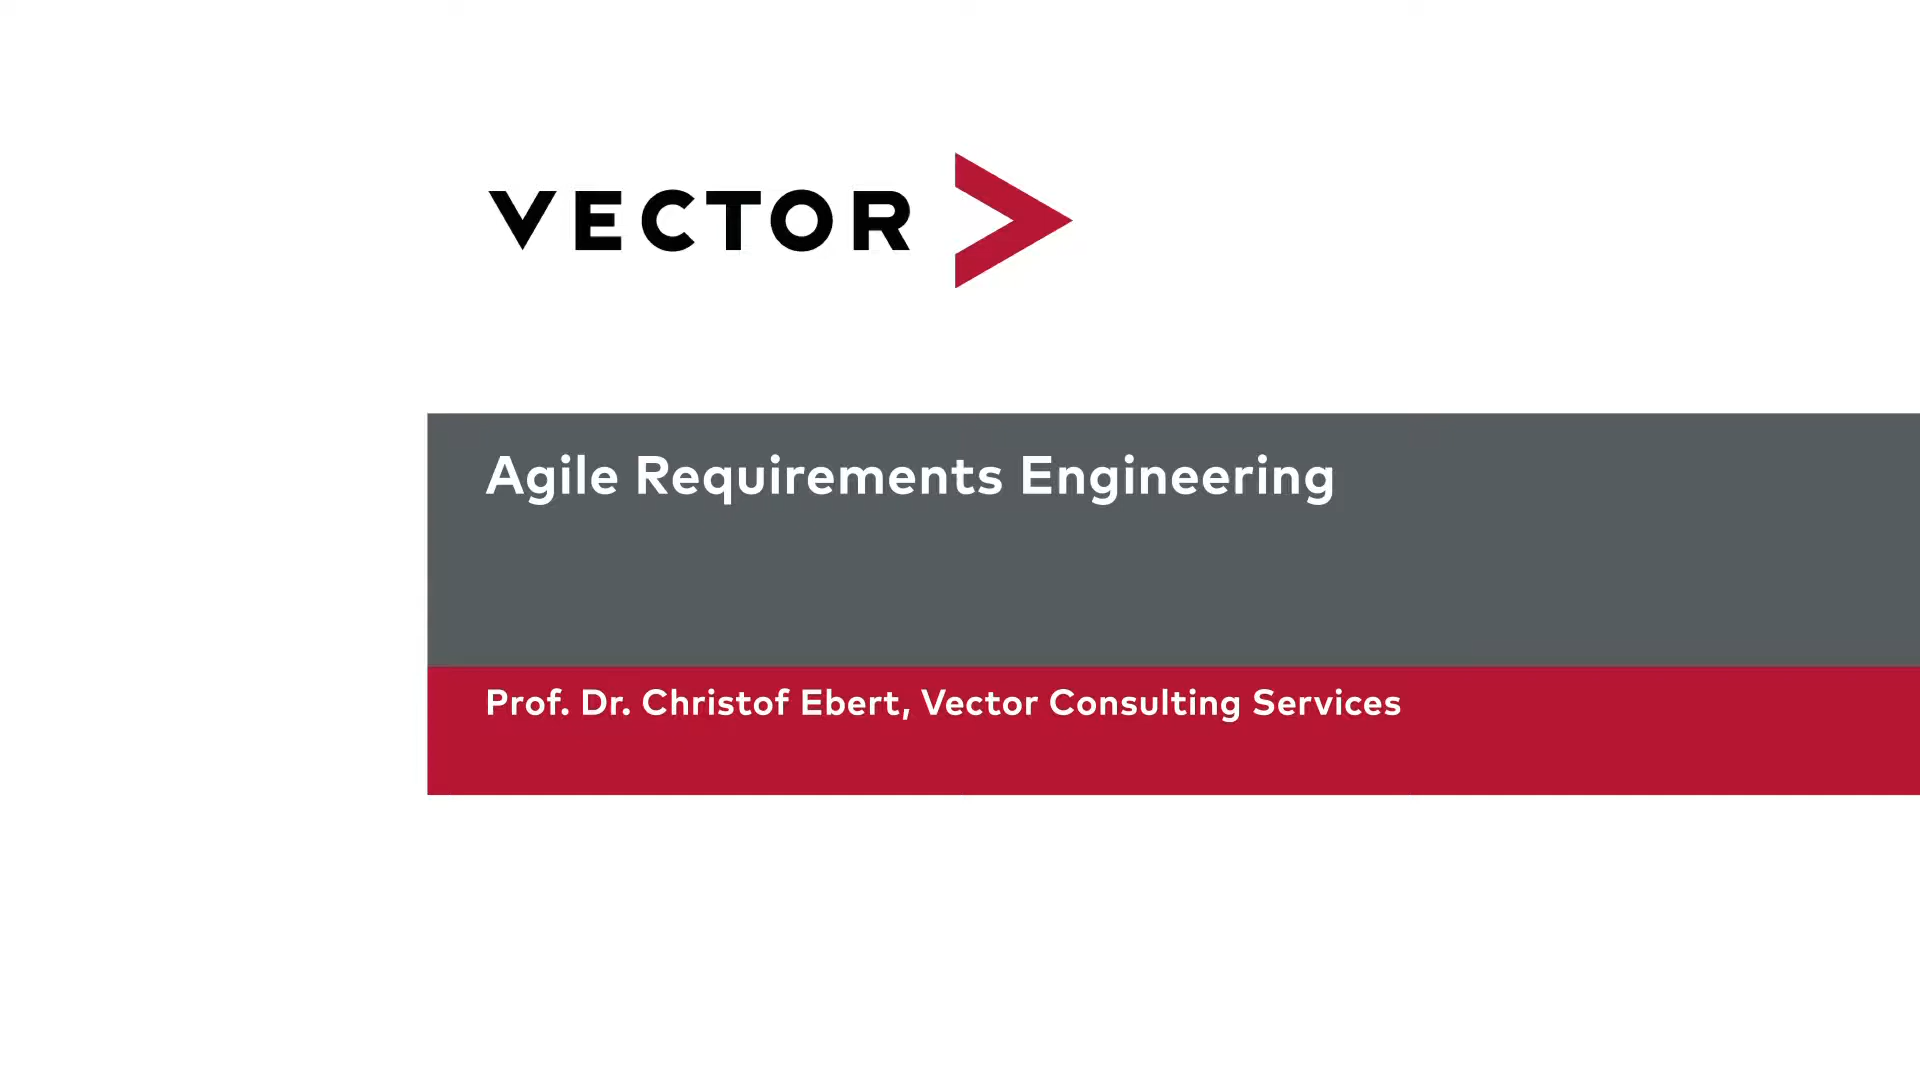 VECTOR
Agile Requirements Engineering
Prof. Dr. Christof Ebert, Vector Consulting Services